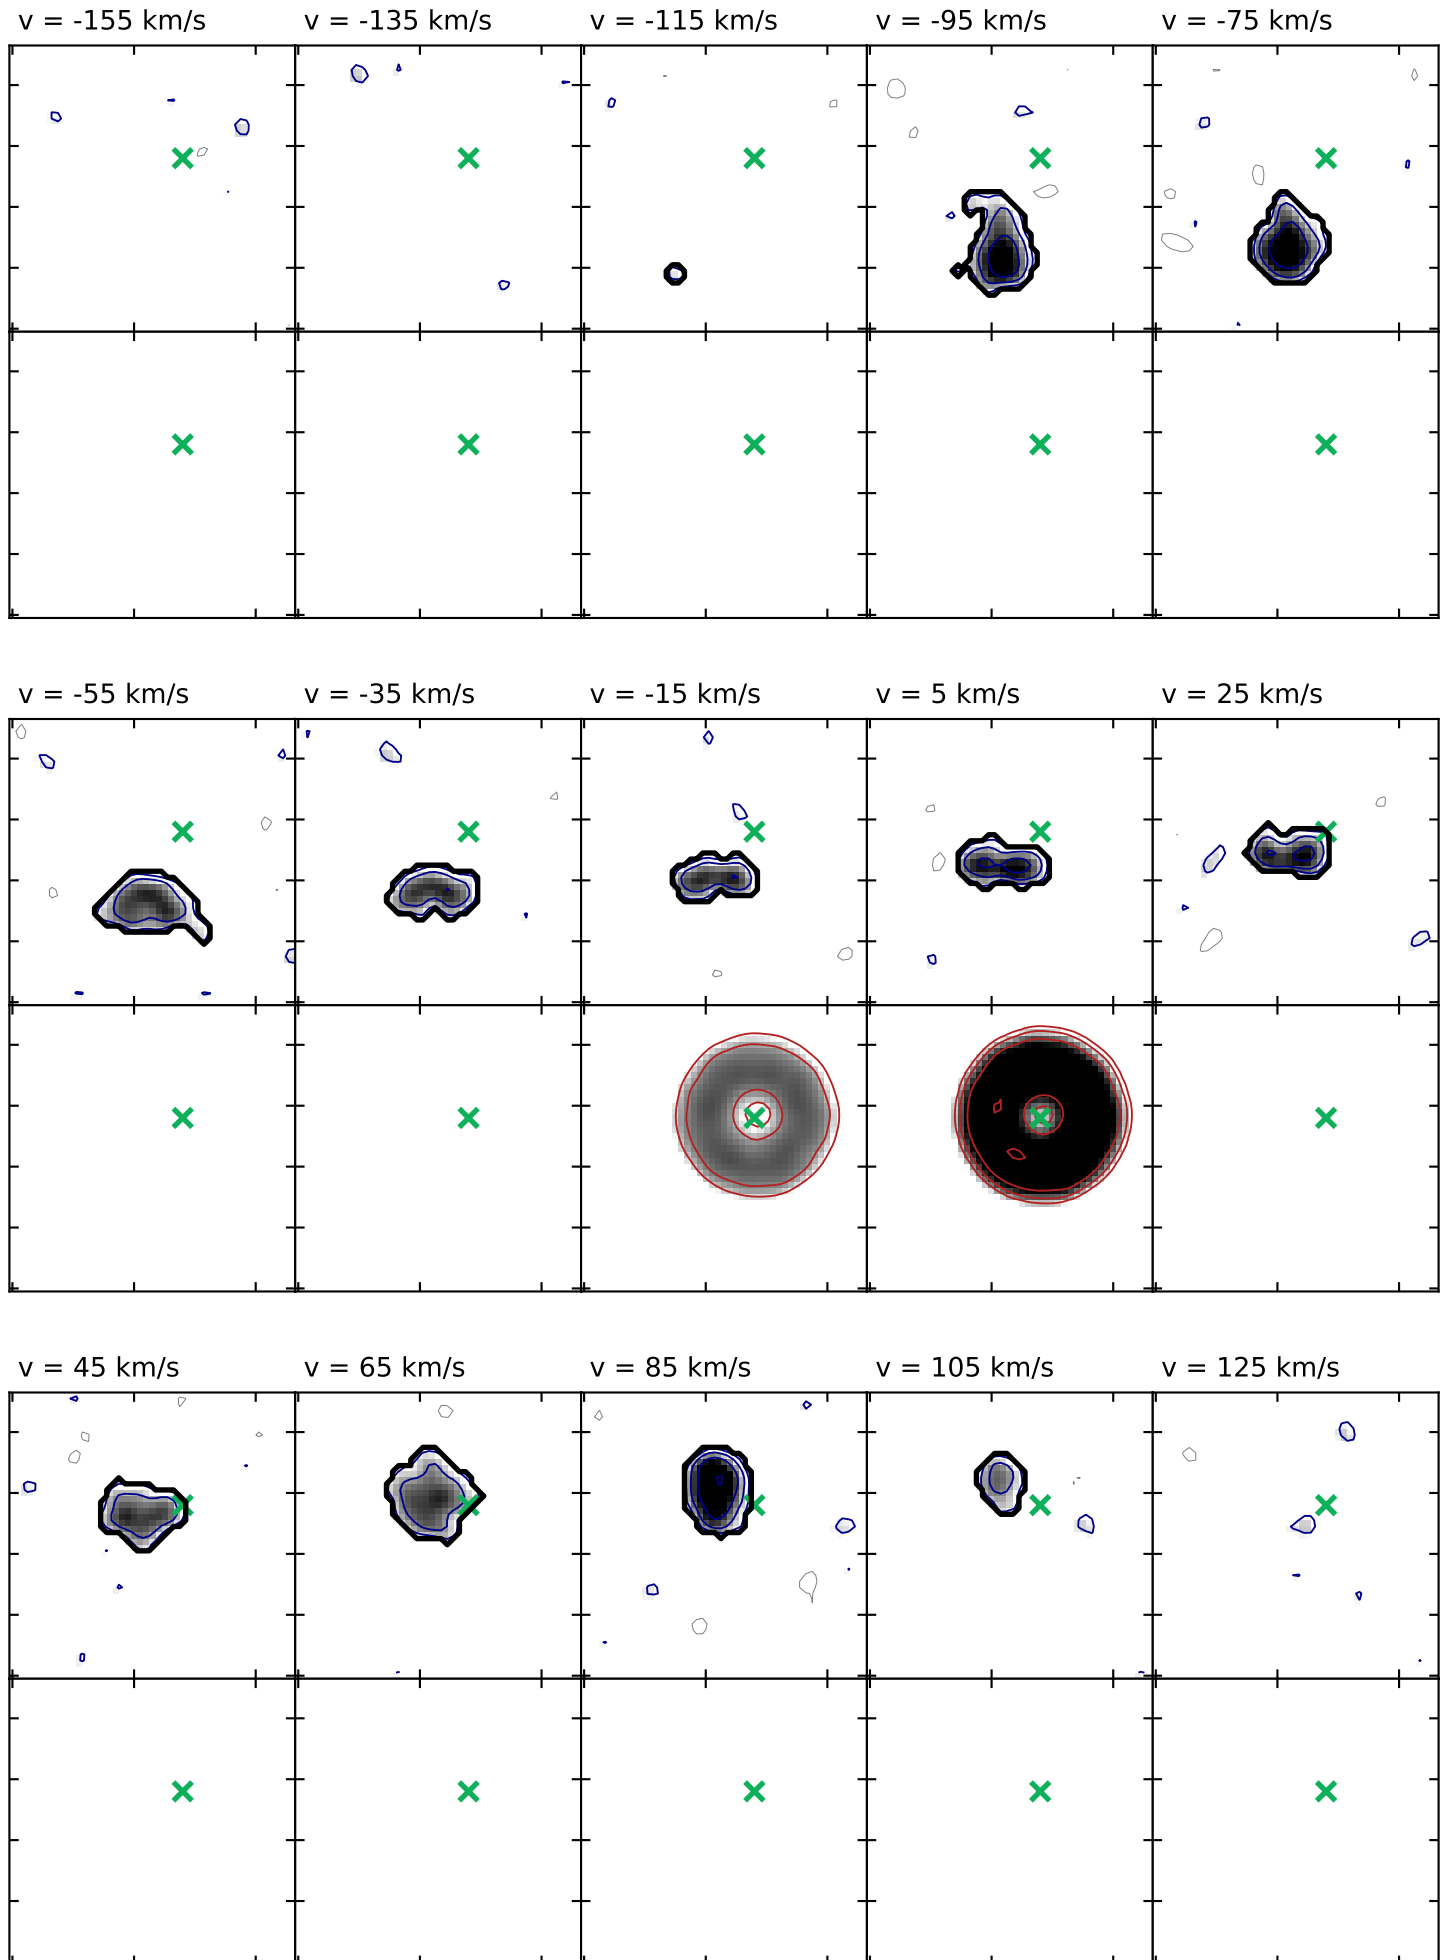 v = -155 km/s
v = -135 km/s
v = -115 km/s
v = -95 km/s
v = -75 km/s
v = -55 km/s
v = -35 km/s
v = -15 km/s
v = 5 km/s
v = 25 km/s
v = 45 km/s
v = 65 km/s
v = 85 km/s
v = 105 km/s
v = 125 km/s